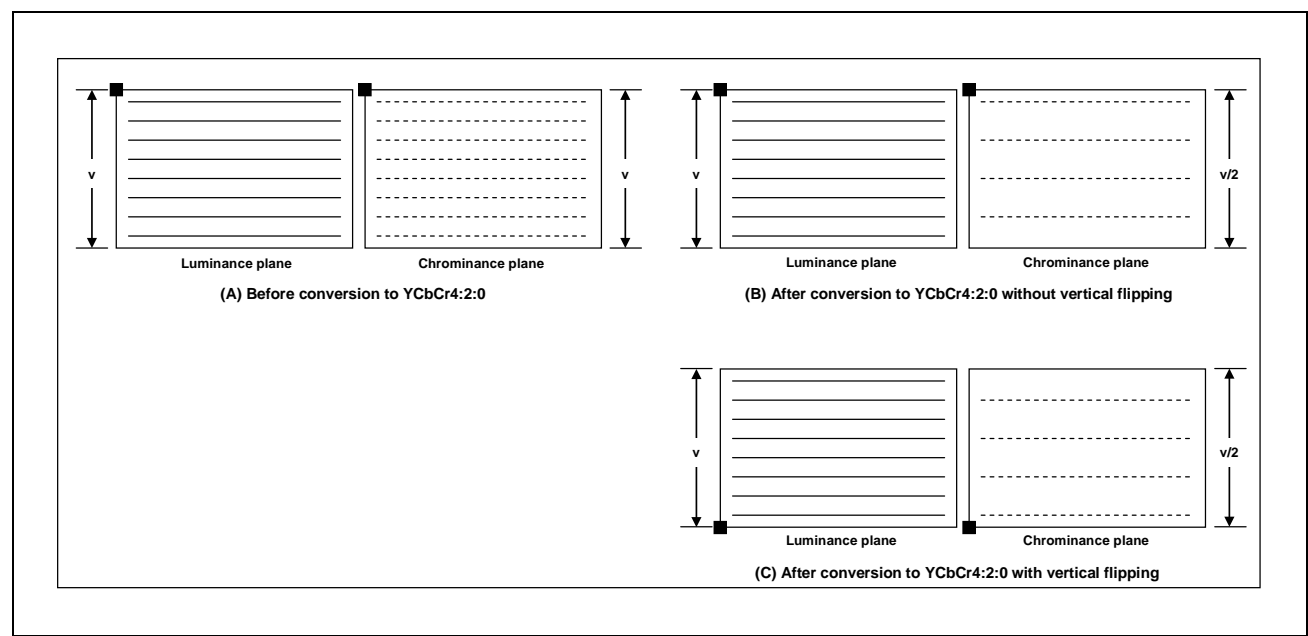 v
v
Luminance plane
Chrominance plane
(A) Before conversion to YCbCr4:2:0
v
v/2
Luminance plane
Chrominance plane
(B) After conversion to YCbCr4:2:0 without vertical flipping
v
v/2
Luminance plane
Chrominance plane
(C) After conversion to YCbCr4:2:0 with vertical flipping